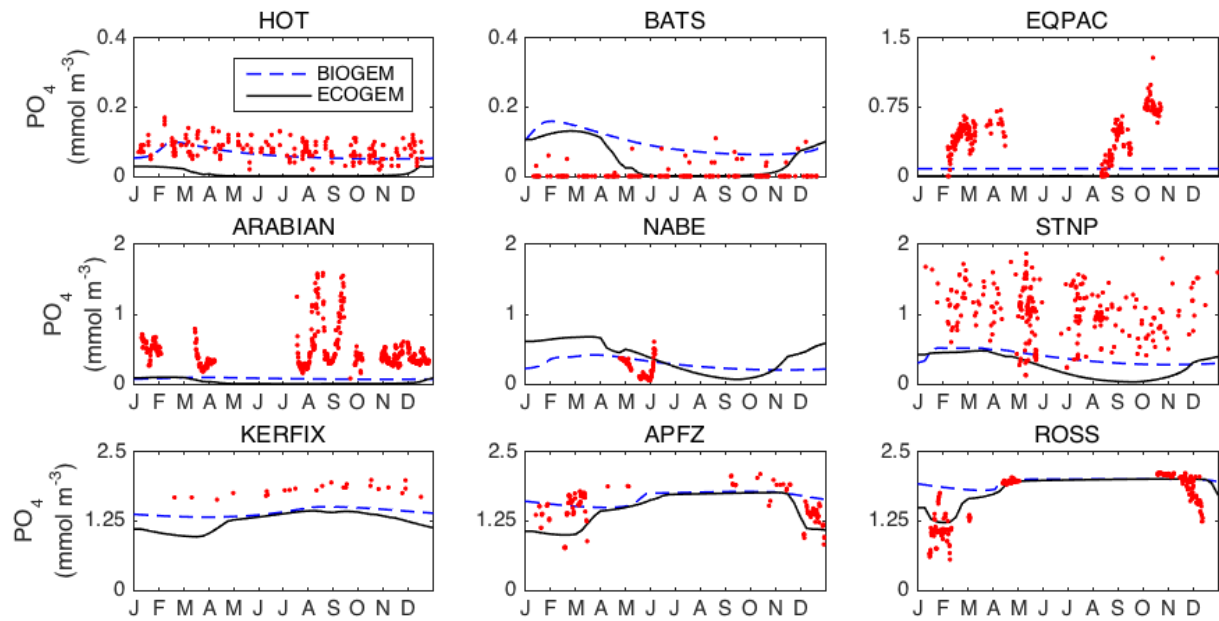 HOT
BATS
EQPAC
PO4
(mmol m-3)
0.4
0.2
0
BIOGEM
ECOGEM
J F M A M J J A S O N D
0.4
0.2
0
J F M A M J J A S O N D
1.5
0.75
0
J F M A M J J A S O N D
ARABIAN
NABE
STNP
PO4
(mmol m-3)
2
1
0
J F M A M J J A S O N D
2
1
0
J F M A M J J A S O N D
2
1
0
J F M A M J J A S O N D
KERFIX
APFZ
ROSS
PO4
(mmol m-3)
2.5
1.25
0
J F M A M J J A S O N D
2.5
1.25
0
J F M A M J J A S O N D
2.5
1.25
0
J F M A M J J A S O N D